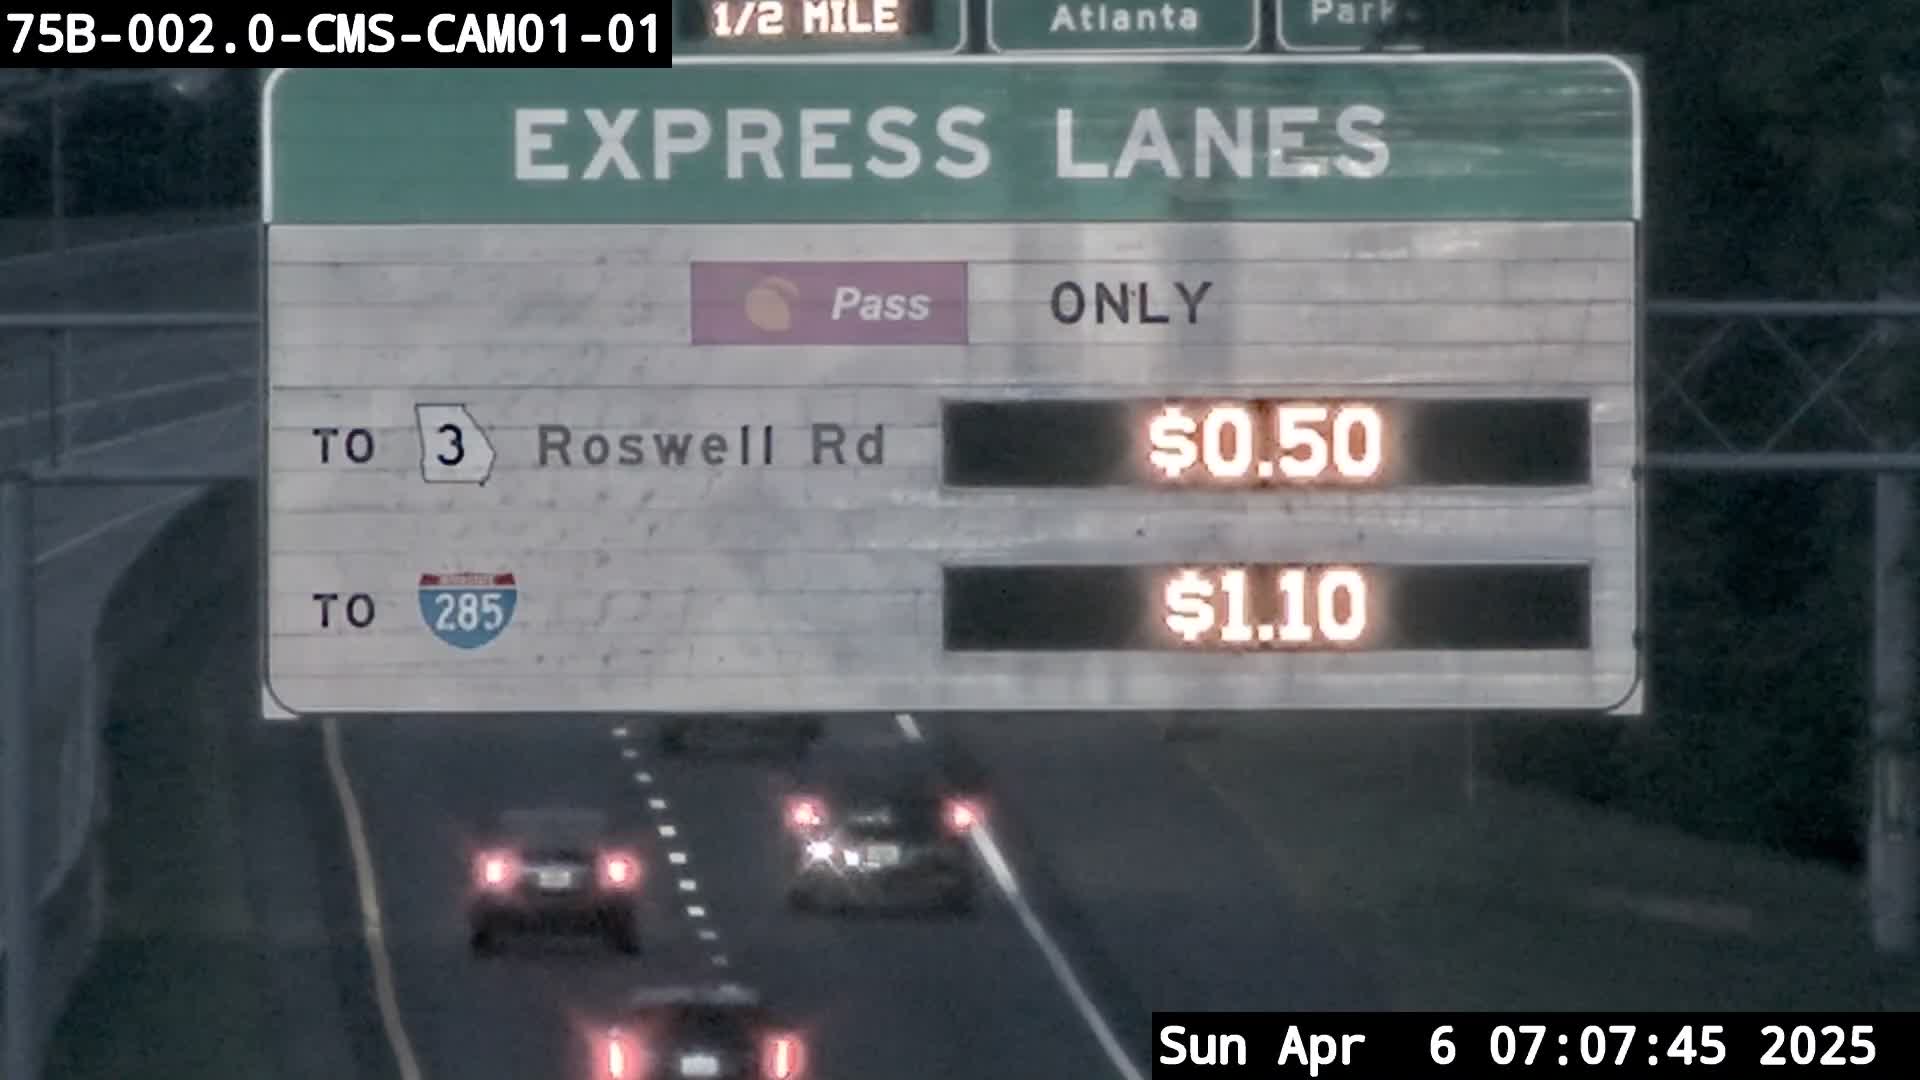 75B-002.0-CMS-CAM01-01
1/2 MILE
Atlanta
Park
EXPRESS LANES
Pass ONLY
TO 3 Roswell Rd $0.50
TO 285 $1.10
Sun Apr 6 07:07:45 2025